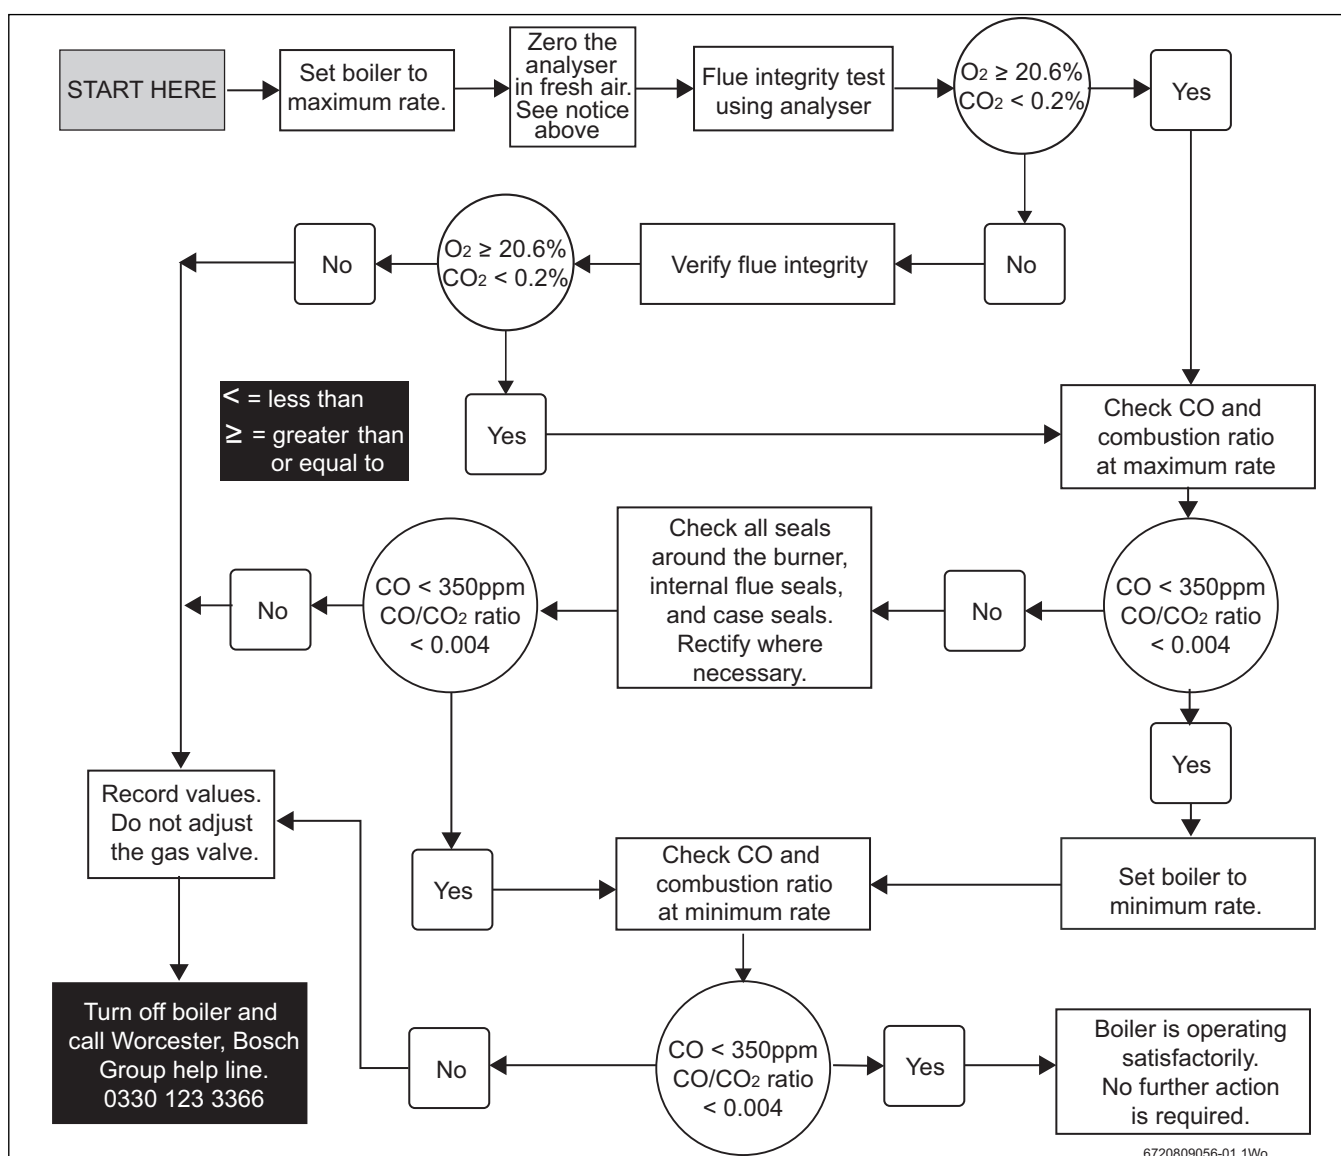 START HERE
Set boiler to
maximum rate.
Zero the
analyser
in fresh air.
See notice
above
Flue integrity test
using analyser
O2 ≥ 20.6%
CO2 < 0.2%
Yes
No
O2 ≥ 20.6%
CO2 < 0.2%
Verify flue integrity
No
< = less than
≥ = greater than
or equal to
Yes
Check CO and
combustion ratio
at maximum rate
No
CO < 350ppm
CO/CO2 ratio
< 0.004
Check all seals
around the burner,
internal flue seals,
and case seals.
Rectify where
necessary.
No
CO < 350ppm
CO/CO2 ratio
< 0.004
Yes
Record values.
Do not adjust
the gas valve.
Yes
Check CO and
combustion ratio
at minimum rate
Set boiler to
minimum rate.
Turn off boiler and
call Worcester, Bosch
Group help line.
0330 123 3366
No
CO < 350ppm
CO/CO2 ratio
< 0.004
Yes
Boiler is operating
satisfactorily.
No further action
is required.
6720809056-01.1Wo